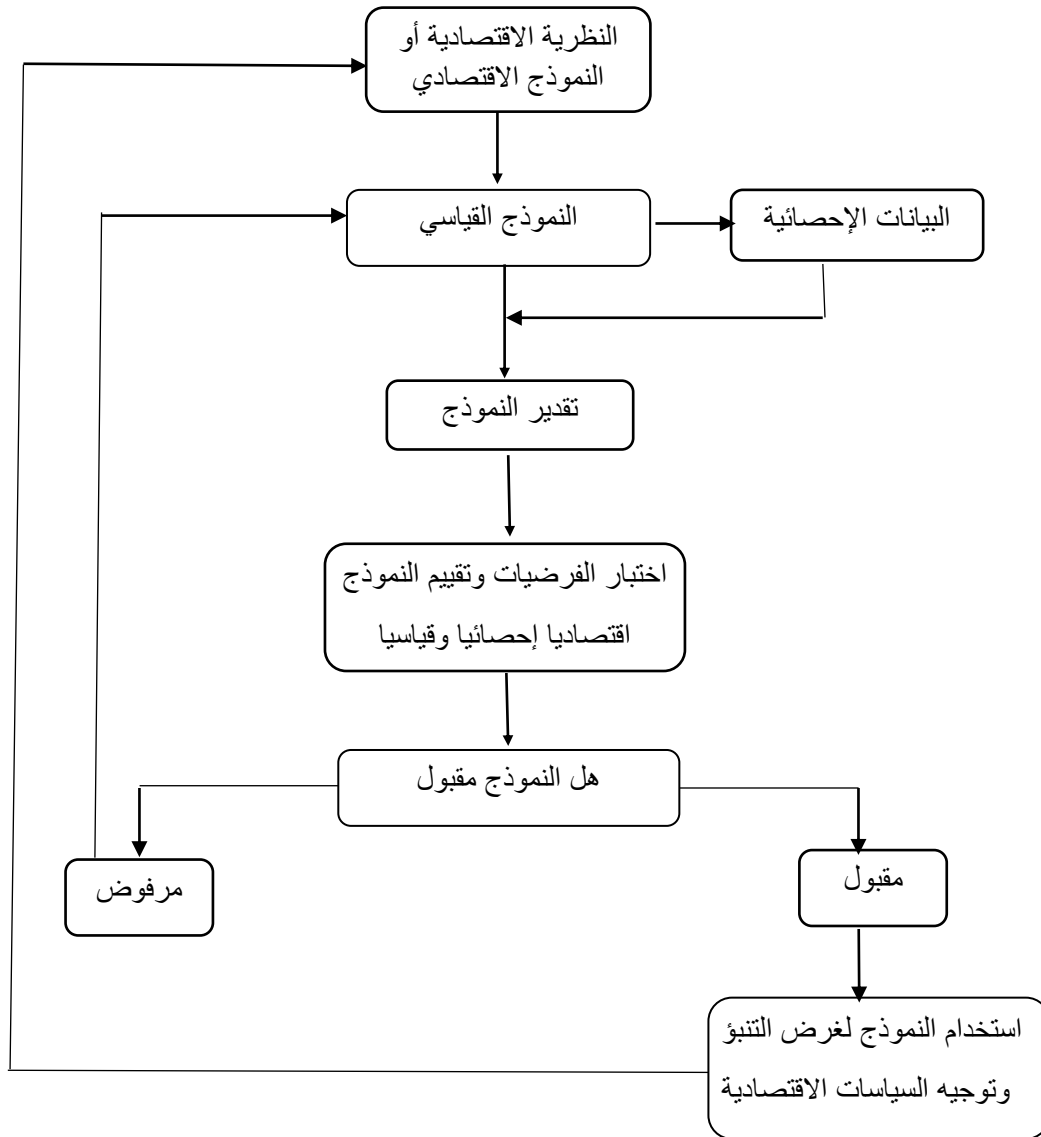 النظرية الاقتصادية أو
النموذج الاقتصادي
النموذج القياسي
البيانات الإحصائية
تقدير النموذج
اختبار الفرضيات وتقييم النموذج
اقتصاديا إحصائيا وقياسيا
هل النموذج مقبول
مقبول
مرفوض
استخدام النموذج لغرض التنبؤ
وتوجيه السياسات الاقتصادية